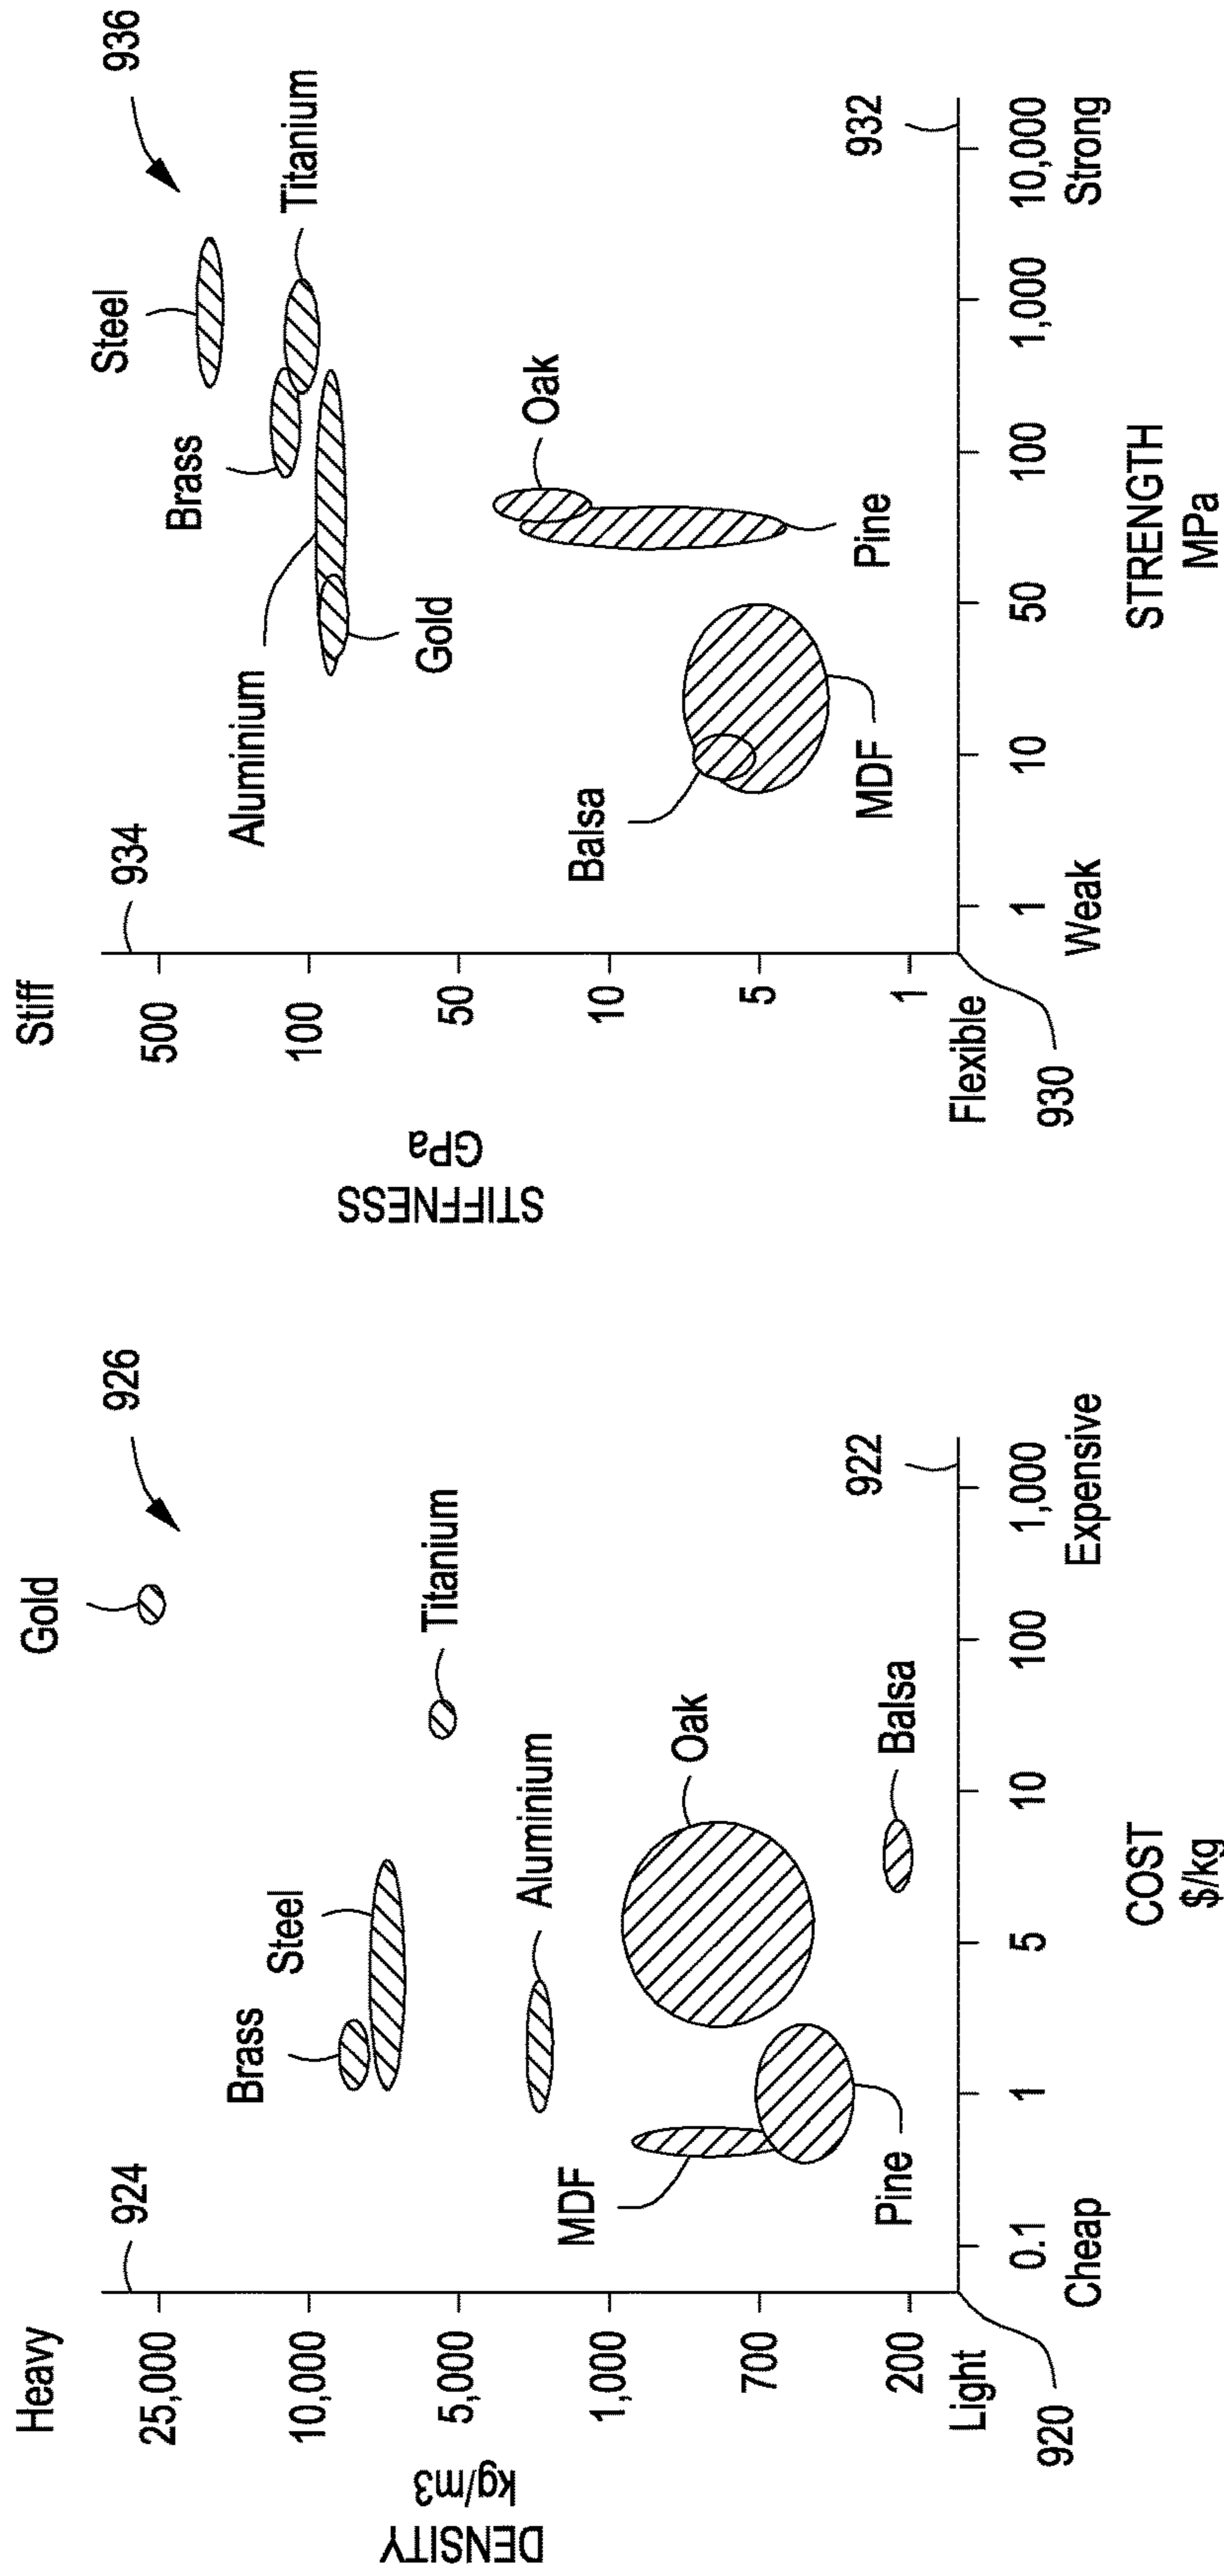 Heavy
924
25,000
10,000
5,000
1,000
700
200
Light
DENSITY
kg/m3
920
Gold
926
Brass
Steel
Titanium
Aluminium
MDF
Oak
Pine
Balsa
922
0.1
1
5
10
100
1,000
Cheap
Expensive
COST
$/kg
Stiff
934
500
100
50
10
5
1
Flexible
STIFFNESS
GPa
930
936
Steel
Titanium
Brass
Aluminium
Gold
Oak
Balsa
Pine
MDF
932
1
10
50
100
1,000
10,000
Weak
Strong
STRENGTH
MPa